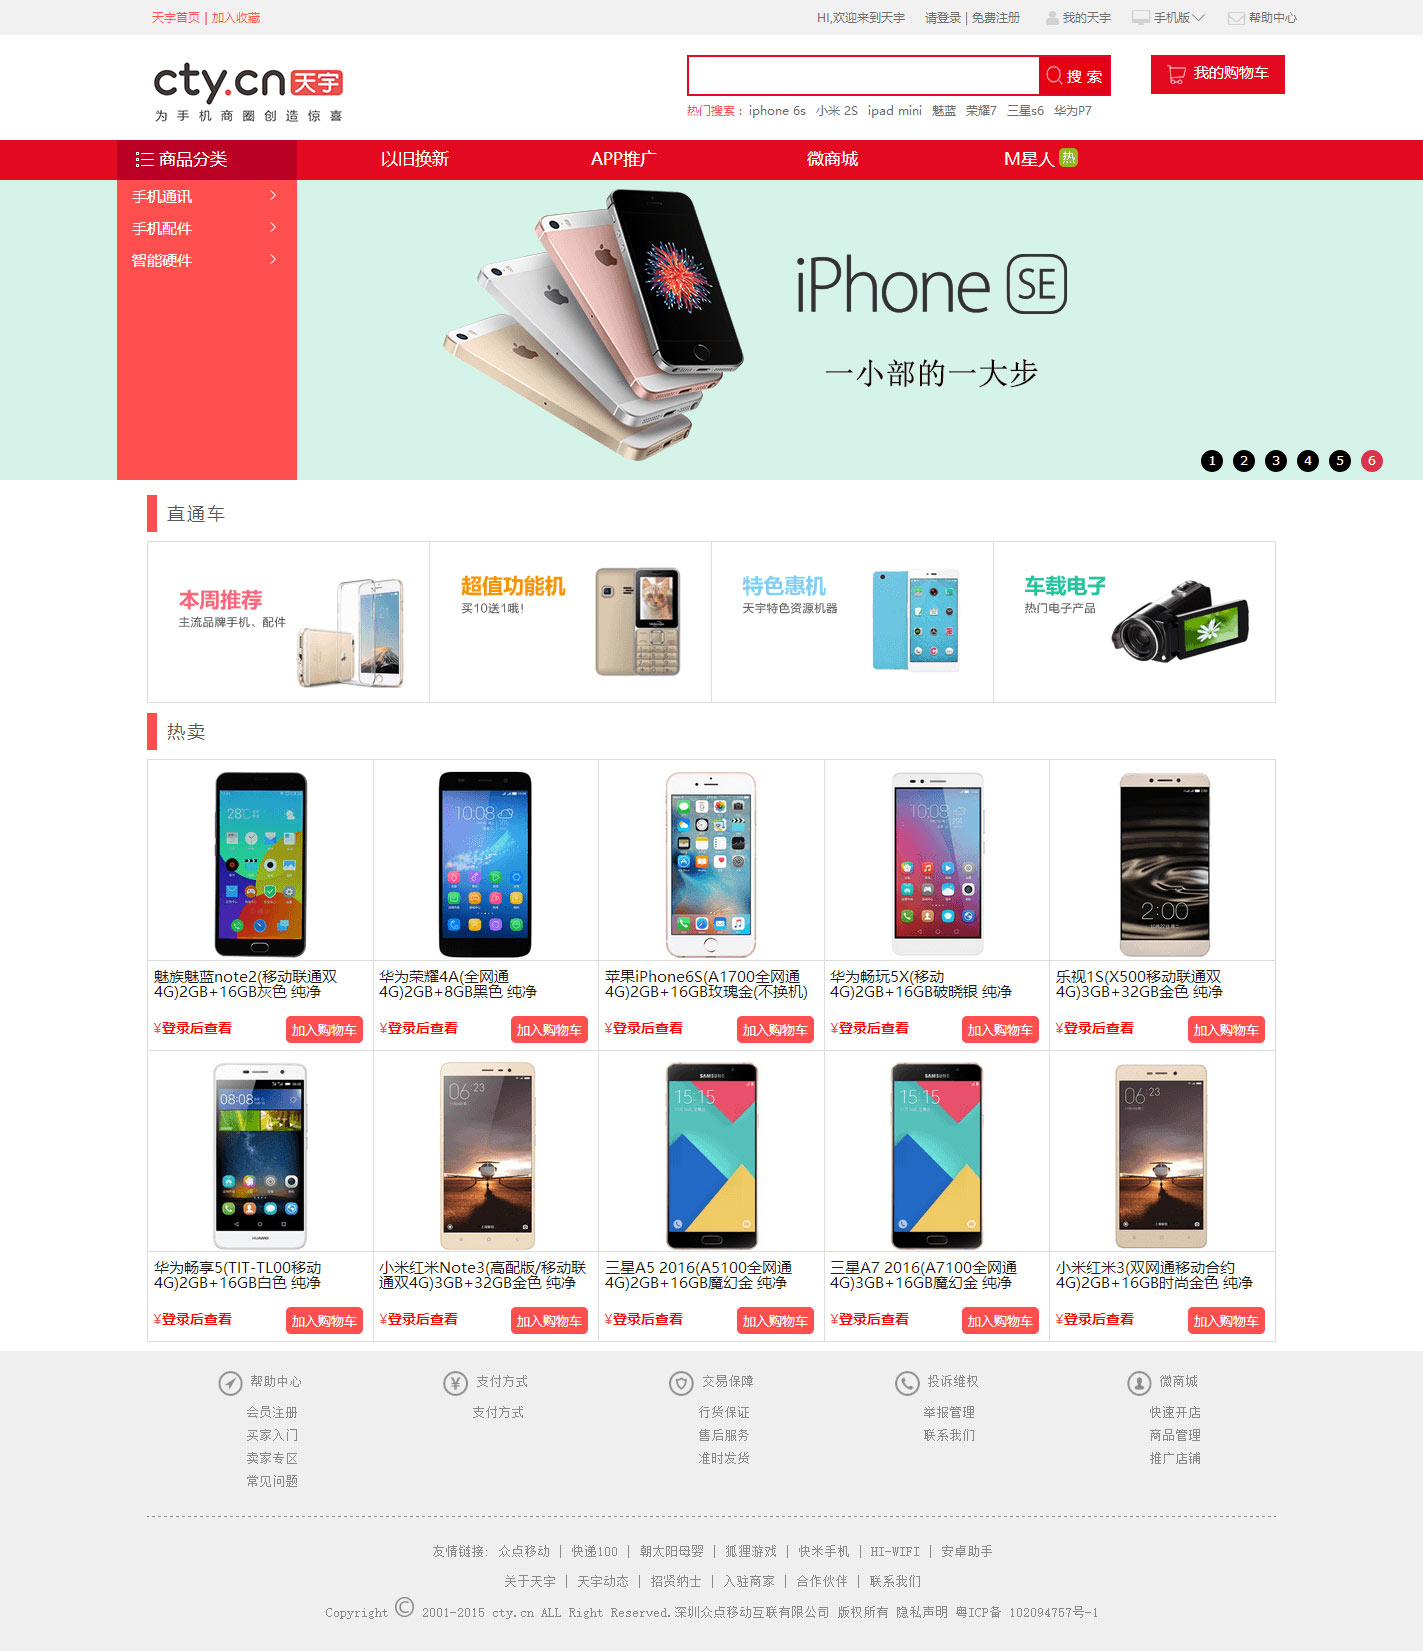 天宇首页 | 加入收藏 HI,欢迎来到天宇 请登录 | 免费注册 我的天宇 手机版 帮助中心
cty.cn天宇
为手机商圈创造惊喜
搜 索 我的购物车
热门搜索： iphone 6s 小米 2S ipad mini 魅蓝 荣耀7 三星s6 华为P7
商品分类 以旧换新 APP推广 微商城 M星人 热
手机通讯
手机配件
智能硬件
iPhone SE
一小部的一大步
1 2 3 4 5 6
直通车
本周推荐
主流品牌手机、配件
超值功能机
买10送1哦!
特色惠机
天宇特色资源机器
车载电子
热门电子产品
热卖
魅族魅蓝note2(移动联通双
4G)2GB+16GB灰色 纯净
¥登录后查看 加入购物车
华为荣耀4A(全网通
4G)2GB+8GB黑色 纯净
¥登录后查看 加入购物车
苹果iPhone6S(A1700全网通
4G)2GB+16GB玫瑰金(不换机)
¥登录后查看 加入购物车
华为畅玩5X(移动
4G)2GB+16GB破晓银 纯净
¥登录后查看 加入购物车
乐视1S(X500移动联通双
4G)3GB+32GB金色 纯净
¥登录后查看 加入购物车
华为畅享5(TIT-TL00移动
4G)2GB+16GB白色 纯净
¥登录后查看 加入购物车
小米红米Note3(高配版/移动联
通双4G)3GB+32GB金色 纯净
¥登录后查看 加入购物车
三星A5 2016(A5100全网通
4G)2GB+16GB魔幻金 纯净
¥登录后查看 加入购物车
三星A7 2016(A7100全网通
4G)3GB+16GB魔幻金 纯净
¥登录后查看 加入购物车
小米红米3(双网通移动合约
4G)2GB+16GB时尚金色 纯净
¥登录后查看 加入购物车
帮助中心
会员注册
买家入门
卖家专区
常见问题
支付方式
支付方式
交易保障
行货保证
售后服务
准时发货
投诉维权
举报管理
联系我们
微商城
快速开店
商品管理
推广店铺
友情链接: 众点移动 | 快递100 | 朝太阳母婴 | 狐狸游戏 | 快米手机 | HI-WIFI | 安卓助手
关于天宇 | 天宇动态 | 招贤纳士 | 入驻商家 | 合作伙伴 | 联系我们
Copyright © 2001-2015 cty.cn ALL Right Reserved.深圳众点移动互联有限公司 版权所有 隐私声明 粤ICP备 102094757号-1